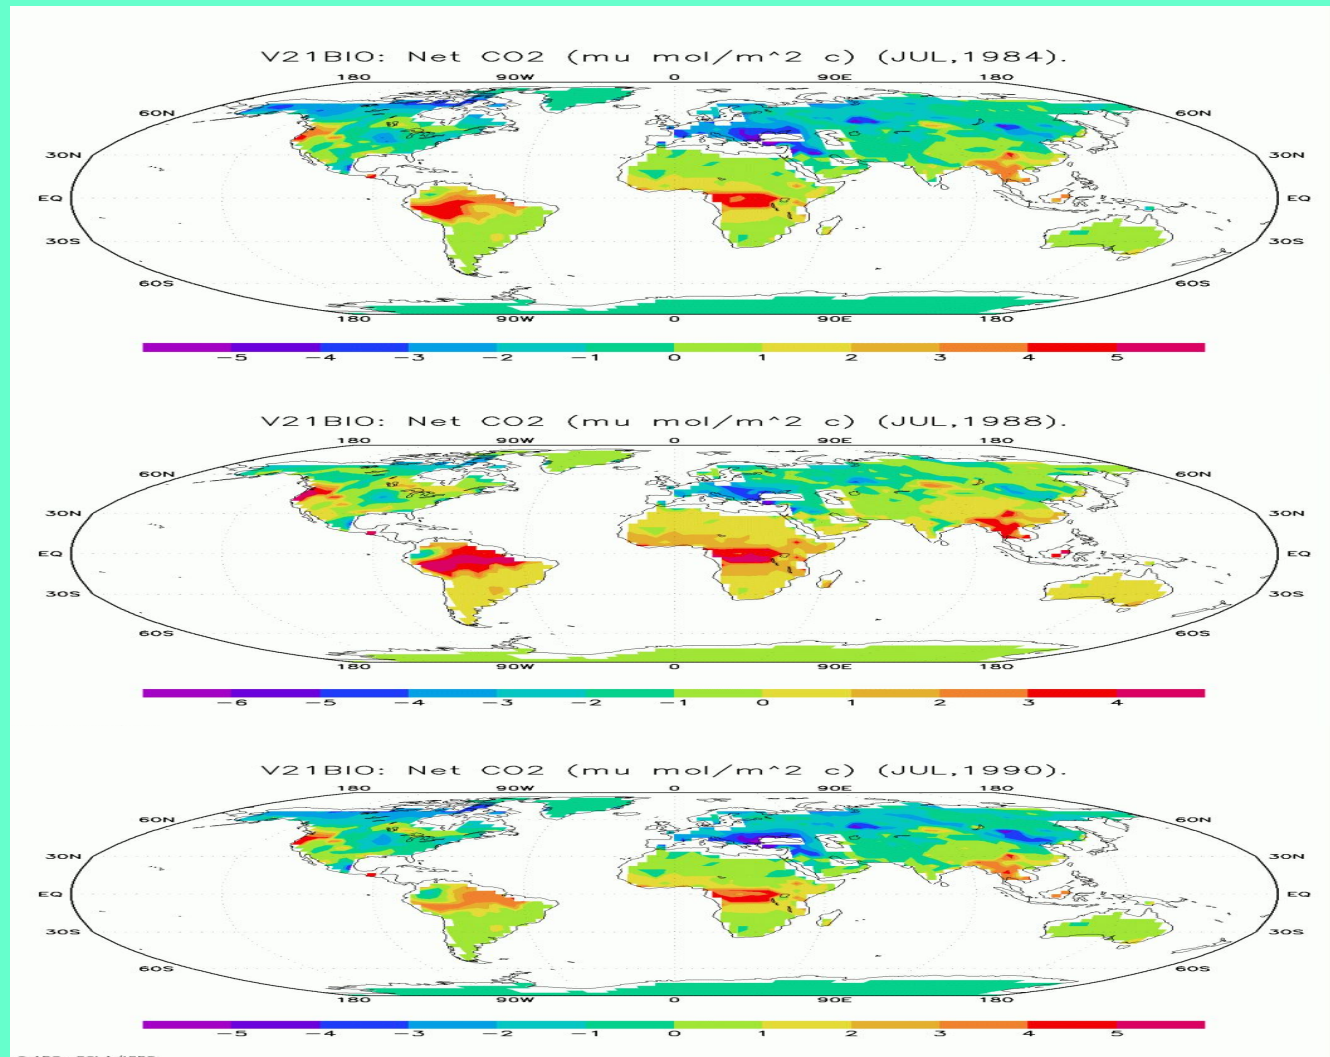 V21BIO: Net CO2 (mu mol/m^2 c) (JUL,1984).
180 90W 0 90E 180
60N 60N
30N 30N
EQ EQ
30S 30S
60S 60S
180 90W 0 90E 180
-5 -4 -3 -2 -1 0 1 2 3 4 5
V21BIO: Net CO2 (mu mol/m^2 c) (JUL,1988).
180 90W 0 90E 180
60N 60N
30N 30N
EQ EQ
30S 30S
60S 60S
180 90W 0 90E 180
-6 -5 -4 -3 -2 -1 0 1 2 3 4
V21BIO: Net CO2 (mu mol/m^2 c) (JUL,1990).
180 90W 0 90E 180
60N 60N
30N 30N
EQ EQ
30S 30S
60S 60S
180 90W 0 90E 180
-5 -4 -3 -2 -1 0 1 2 3 4 5